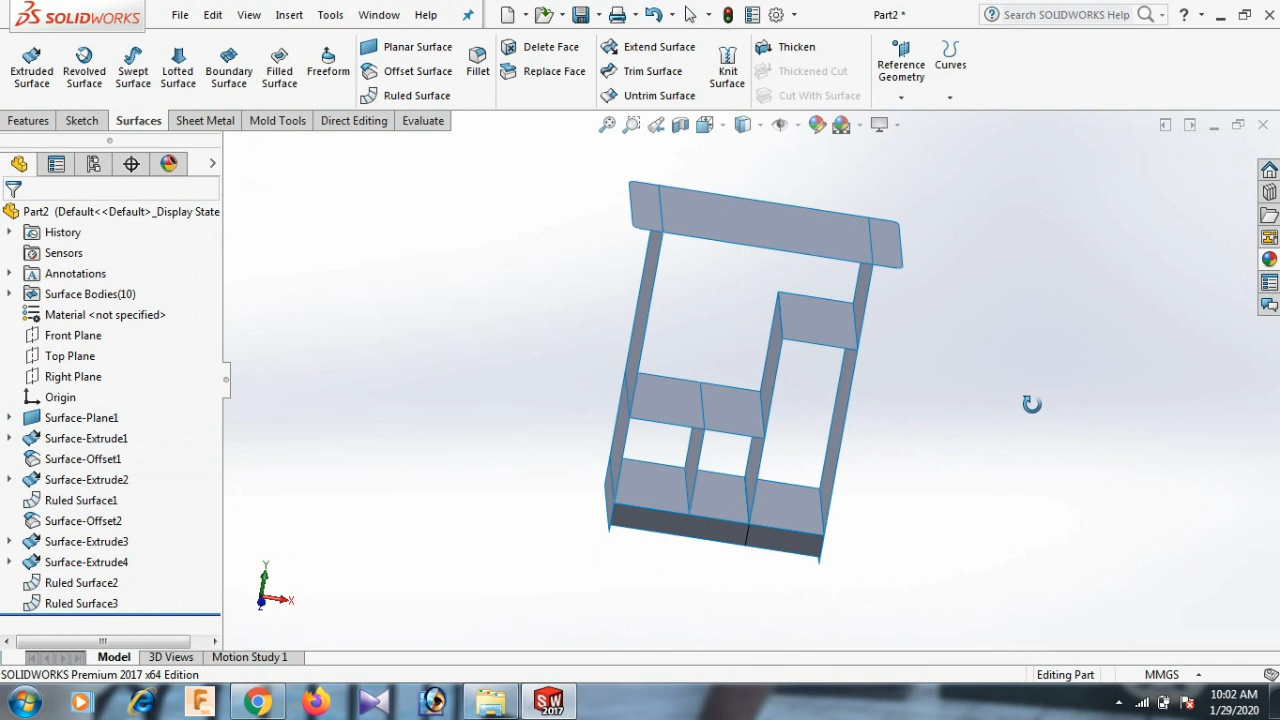 SOLIDWORKS File Edit View Insert Tools Window Help Part2 * Search SOLIDWORKS Help ?
Extruded Surface Revolved Surface Swept Surface Lofted Surface Boundary Surface Filled Surface Freeform Planar Surface Offset Surface Ruled Surface Fillet Delete Face Replace Face Extend Surface Trim Surface Untrim Surface Knit Surface Thicken Thickened Cut Cut With Surface Reference Geometry Curves
Features Sketch Surfaces Sheet Metal Mold Tools Direct Editing Evaluate
Part2 (Default<<Default>_Display State
History
Sensors
Annotations
Surface Bodies(10)
Material <not specified>
Front Plane
Top Plane
Right Plane
Origin
Surface-Plane1
Surface-Extrude1
Surface-Offset1
Surface-Extrude2
Ruled Surface1
Surface-Offset2
Surface-Extrude3
Surface-Extrude4
Ruled Surface2
Ruled Surface3
Y
X
Z
Model 3D Views Motion Study 1
SOLIDWORKS Premium 2017 x64 Edition Editing Part MMGS
SW 2017
10:02 AM
1/29/2020